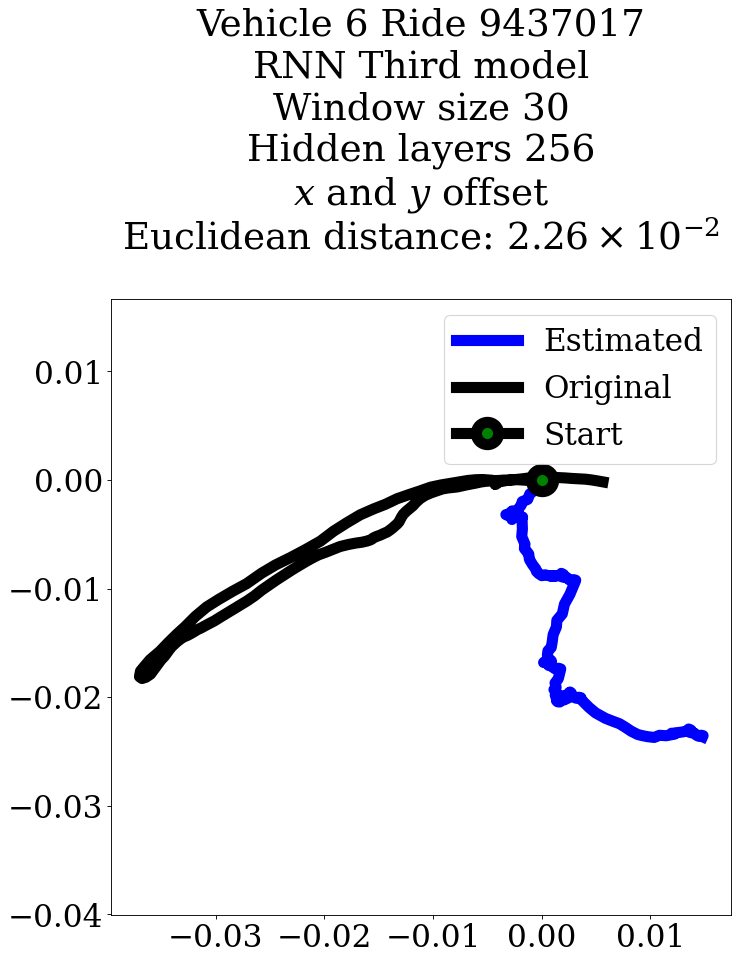 Vehicle 6 Ride 9437017
RNN Third model
Window size 30
Hidden layers 256
x and y offset
Euclidean distance: 2.26 × 10⁻²
Estimated
Original
Start
0.01
0.00
−0.01
−0.02
−0.03
−0.04
−0.03 −0.02 −0.01 0.00 0.01